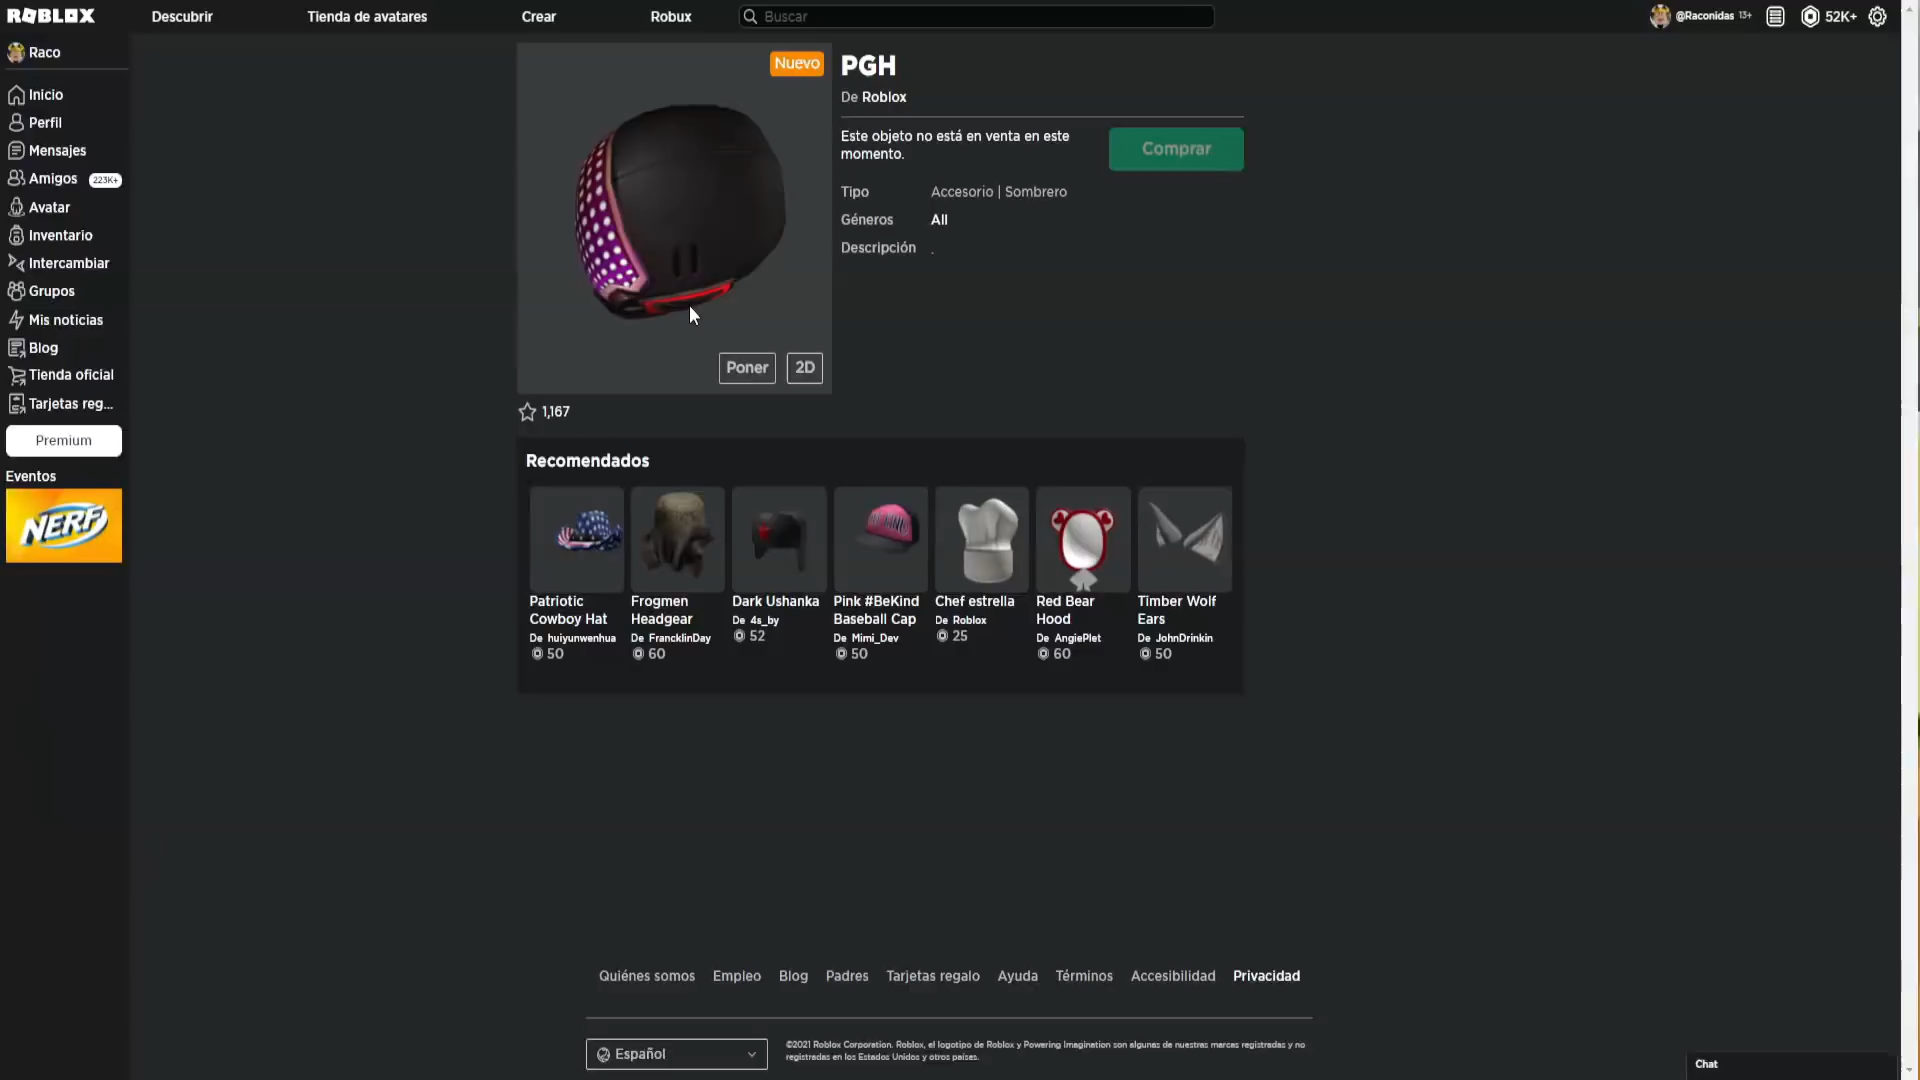 ROBLOX
Descubrir
Tienda de avatares
Crear
Robux
Buscar
@Raconidas 13+
52K+
Raco
Inicio
Perfil
Mensajes
Amigos 223K+
Avatar
Inventario
Intercambiar
Grupos
Mis noticias
Blog
Tienda oficial
Tarjetas reg...
Premium
Eventos
NERF
Nuevo
Poner
2D
1,167
PGH
De Roblox
Este objeto no está en venta en este
momento.
Comprar
Tipo Accesorio | Sombrero
Géneros All
Descripción .
Recomendados
Patriotic
Cowboy Hat
De huiyunwenhua
50
Frogmen
Headgear
De FrancklinDay
60
Dark Ushanka
De 4s_by
52
Pink #BeKind
Baseball Cap
De Mimi_Dev
50
Chef estrella
De Roblox
25
Red Bear
Hood
De AngiePlet
60
Timber Wolf
Ears
De JohnDrinkin
50
Quiénes somos Empleo Blog Padres Tarjetas regalo Ayuda Términos Accesibilidad Privacidad
Español
©2021 Roblox Corporation. Roblox, el logotipo de Roblox y Powering Imagination son algunas de nuestras marcas registradas y no
registradas en los Estados Unidos y otros países.
Chat